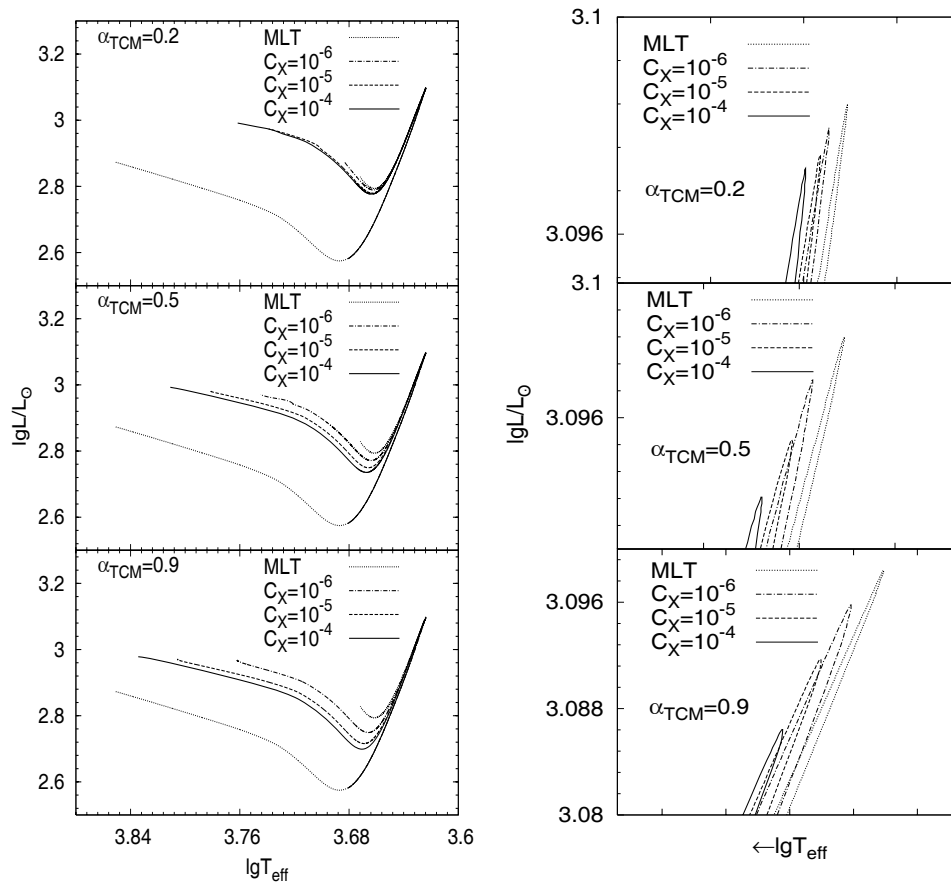 α_TCM=0.2
MLT
C_X=10^-6
C_X=10^-5
C_X=10^-4
3.2
3
2.8
2.6
lgL/L⊙
α_TCM=0.5
MLT
C_X=10^-6
C_X=10^-5
C_X=10^-4
3.2
3
2.8
2.6
lgL/L⊙
α_TCM=0.9
MLT
C_X=10^-6
C_X=10^-5
C_X=10^-4
3.2
3
2.8
2.6
lgL/L⊙
3.84
3.76
3.68
3.6
lgT_eff
3.1
MLT
C_X=10^-6
C_X=10^-5
C_X=10^-4
α_TCM=0.2
3.096
3.1
MLT
C_X=10^-6
C_X=10^-5
C_X=10^-4
lgL/L⊙
3.096
α_TCM=0.5
MLT
C_X=10^-6
C_X=10^-5
C_X=10^-4
3.096
3.088
α_TCM=0.9
3.08
←lgT_eff